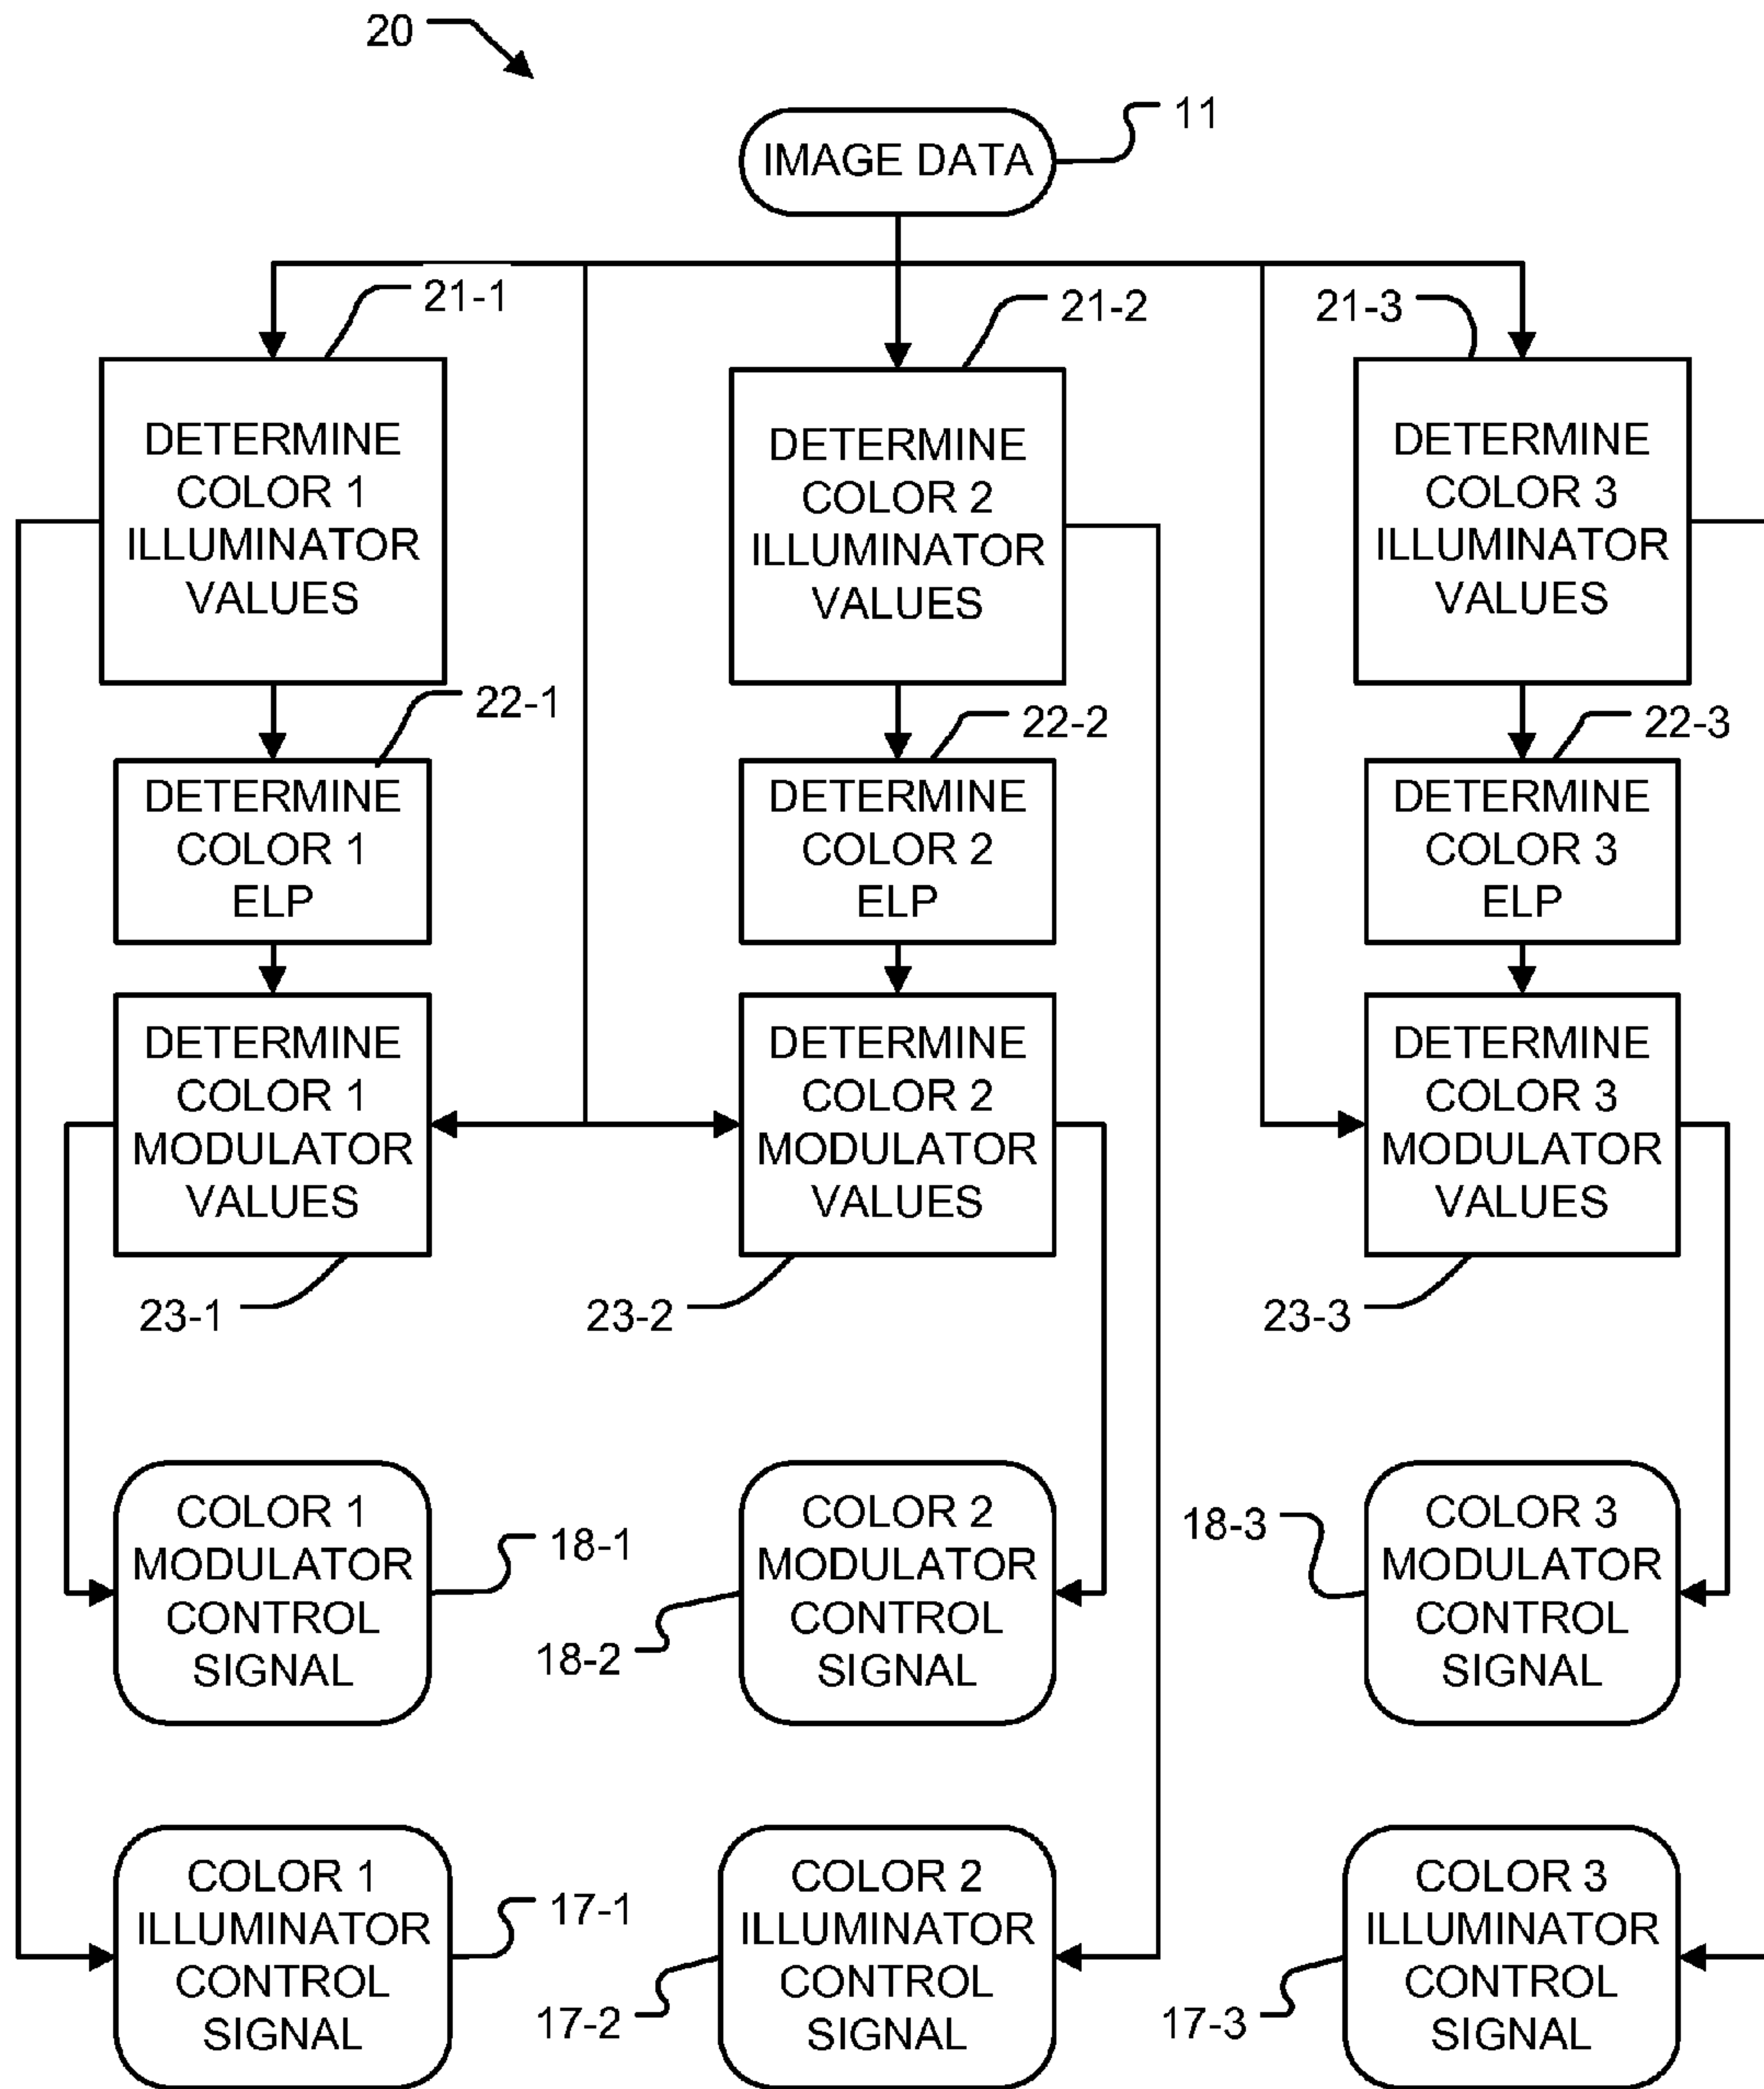 20
11
IMAGE DATA
21-1
21-2
21-3
DETERMINE
COLOR 1
ILLUMINATOR
VALUES
DETERMINE
COLOR 2
ILLUMINATOR
VALUES
DETERMINE
COLOR 3
ILLUMINATOR
VALUES
22-1
22-2
22-3
DETERMINE
COLOR 1
ELP
DETERMINE
COLOR 2
ELP
DETERMINE
COLOR 3
ELP
DETERMINE
COLOR 1
MODULATOR
VALUES
DETERMINE
COLOR 2
MODULATOR
VALUES
DETERMINE
COLOR 3
MODULATOR
VALUES
23-1
23-2
23-3
COLOR 1
MODULATOR
CONTROL
SIGNAL
18-1
18-2
COLOR 2
MODULATOR
CONTROL
SIGNAL
18-3
COLOR 3
MODULATOR
CONTROL
SIGNAL
COLOR 1
ILLUMINATOR
CONTROL
SIGNAL
17-1
17-2
COLOR 2
ILLUMINATOR
CONTROL
SIGNAL
17-3
COLOR 3
ILLUMINATOR
CONTROL
SIGNAL